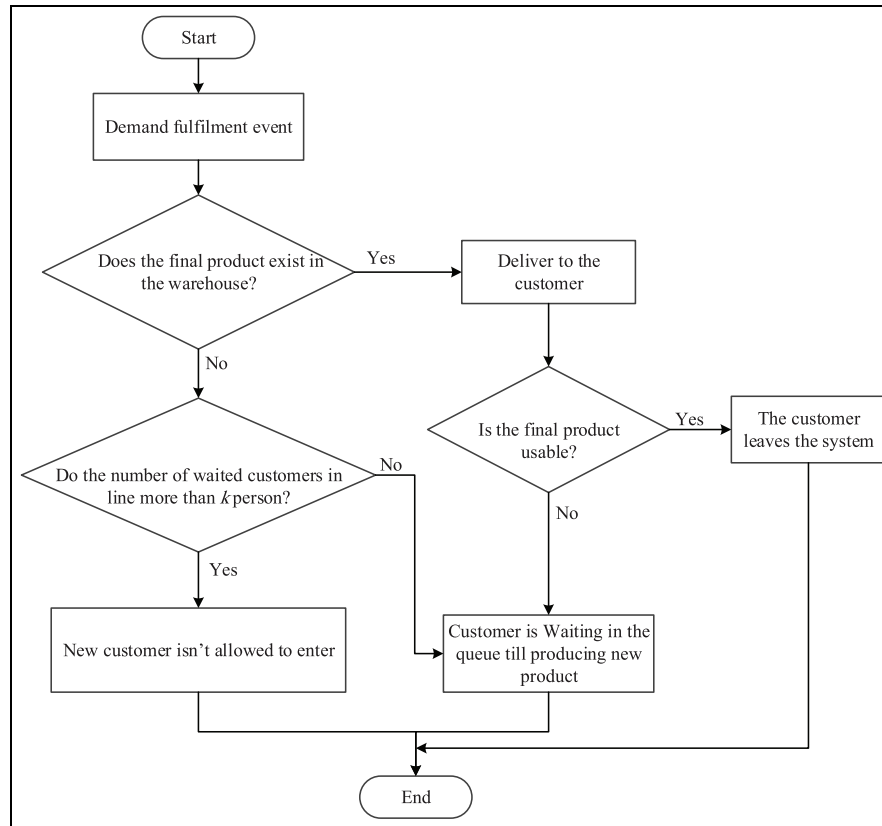 Start
Demand fulfilment event
Does the final product exist in
the warehouse?
Yes
Deliver to the
customer
No
Is the final product
usable?
Yes
The customer
leaves the system
Do the number of waited customers in
line more than k person?
No
No
Yes
New customer isn't allowed to enter
Customer is Waiting in the
queue till producing new
product
End